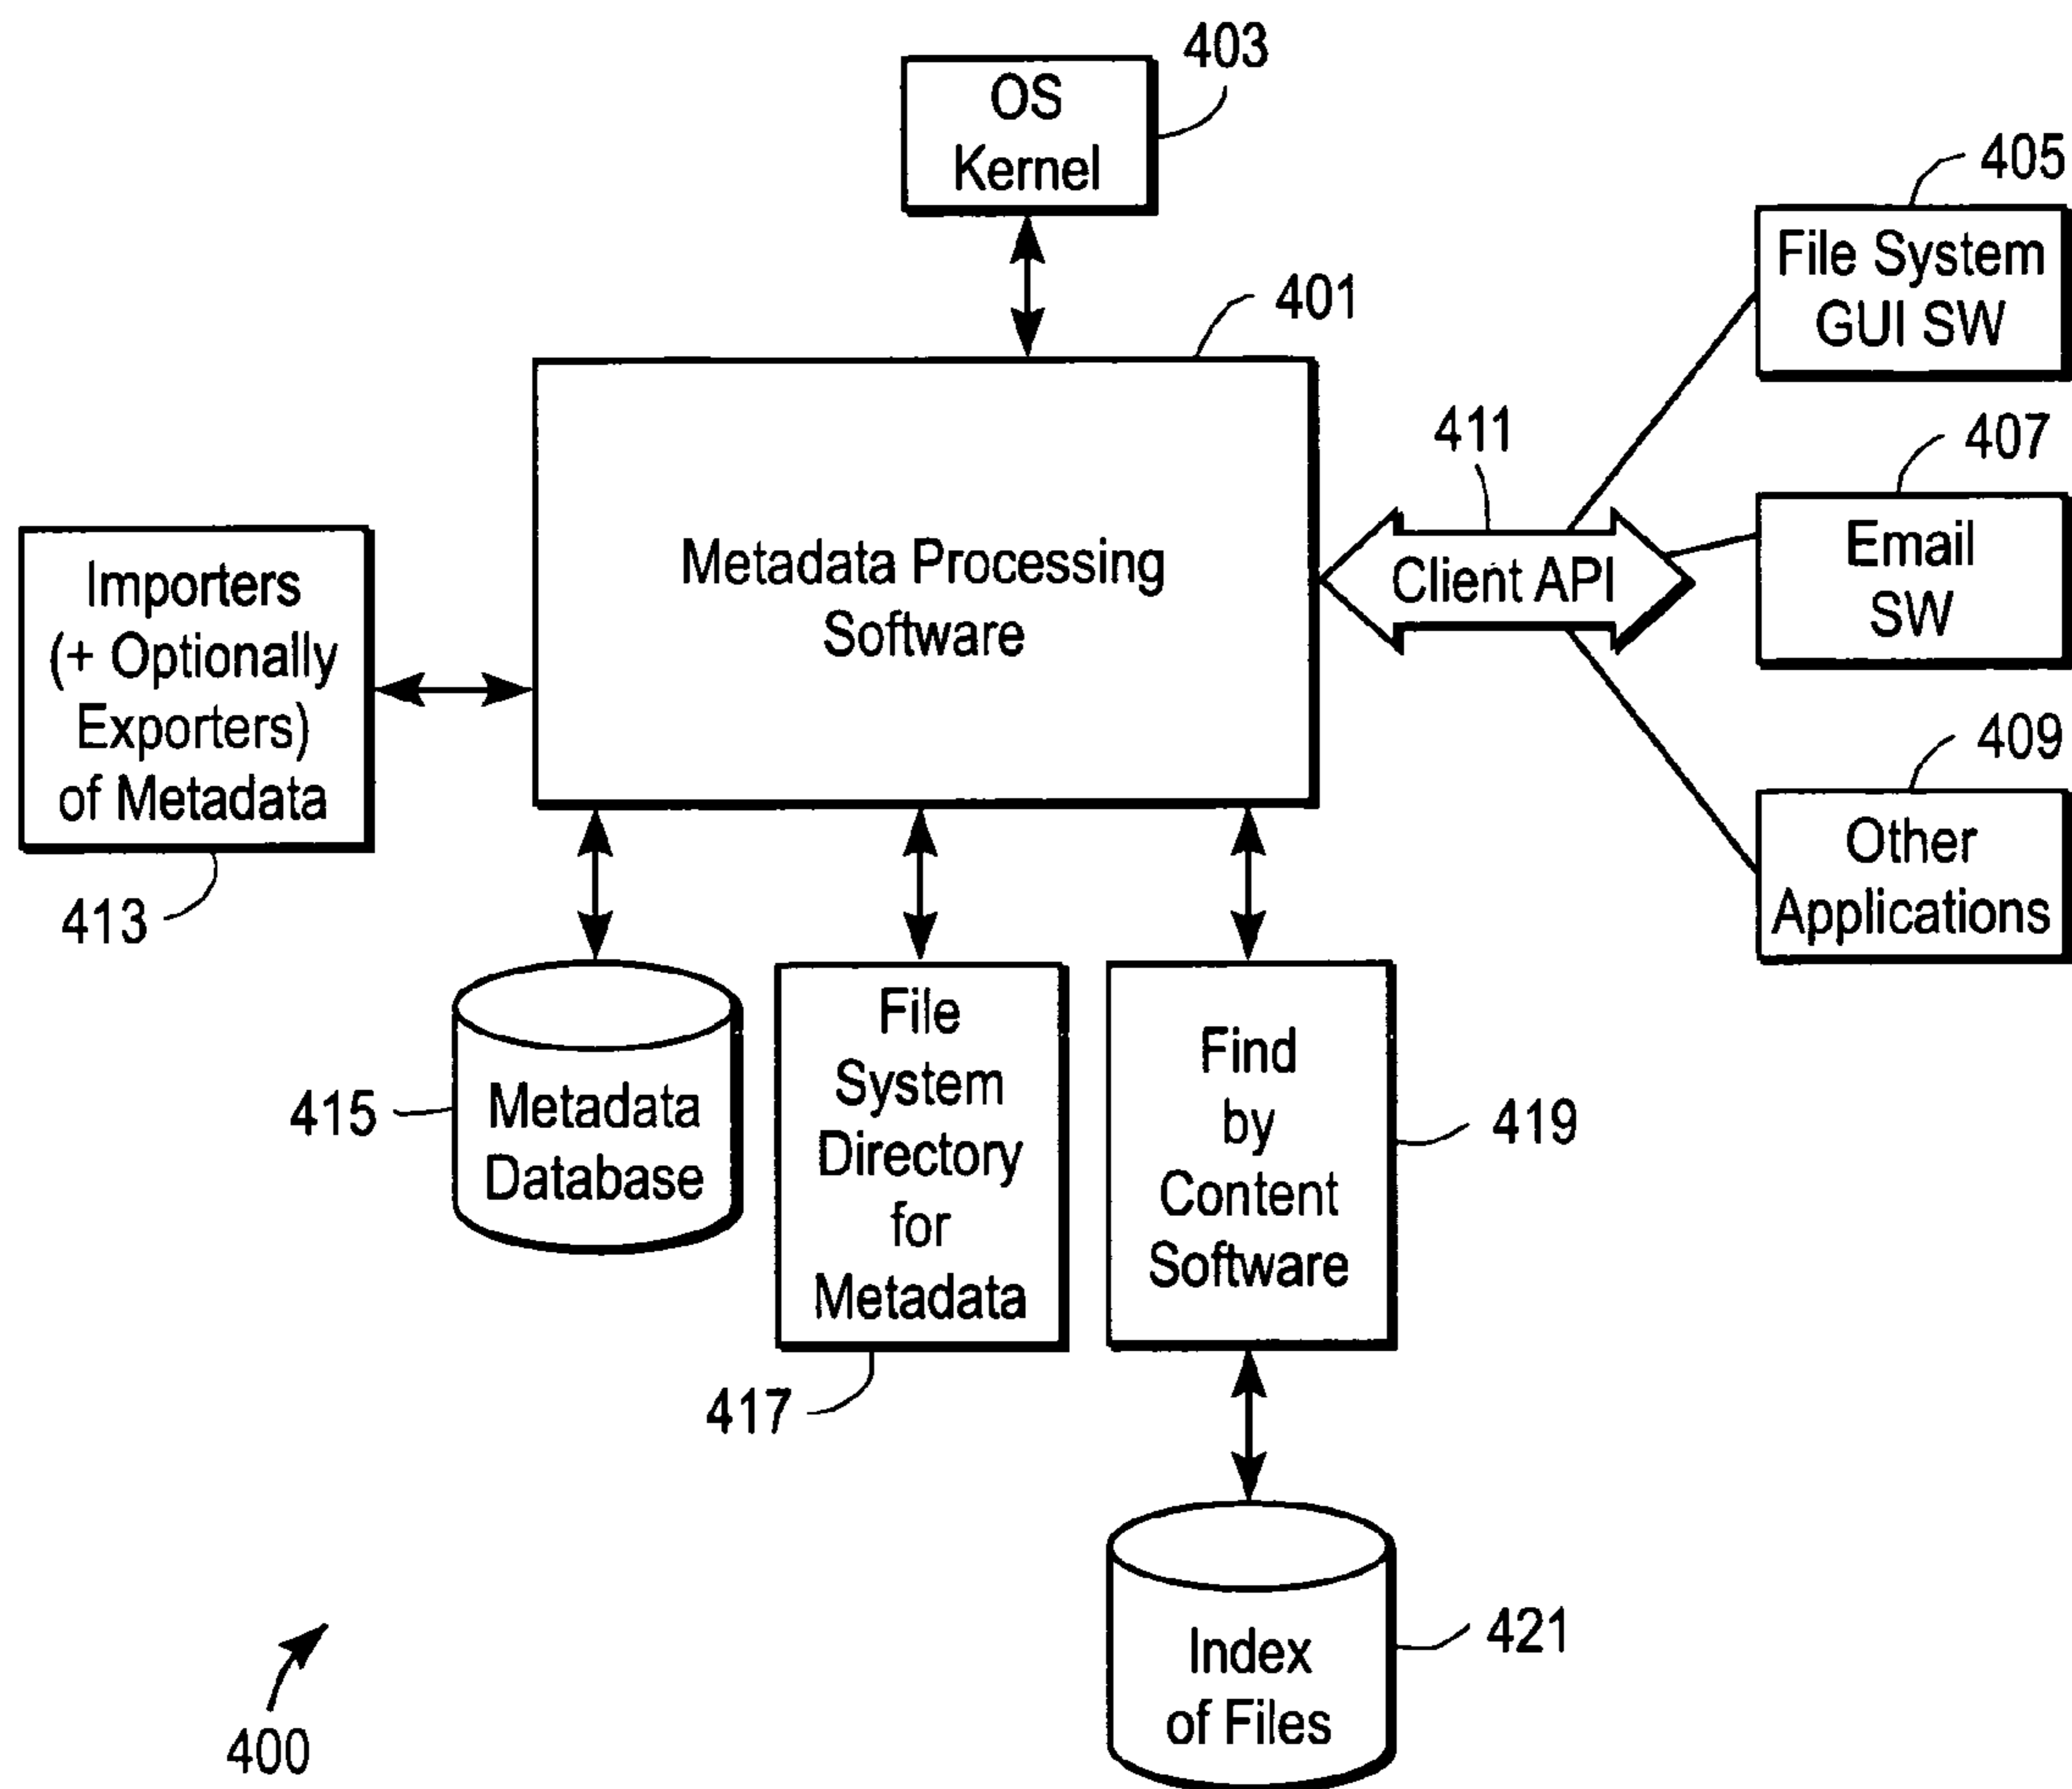 403
OS
Kernel
405
File System
GUI SW
401
411
407
Client API
Email
SW
Metadata Processing
Software
Importers
(+ Optionally
Exporters)
of Metadata
413
409
Other
Applications
415
Metadata
Database
File
System
Directory
for
Metadata
417
Find
by
Content
Software
419
421
Index
of Files
400